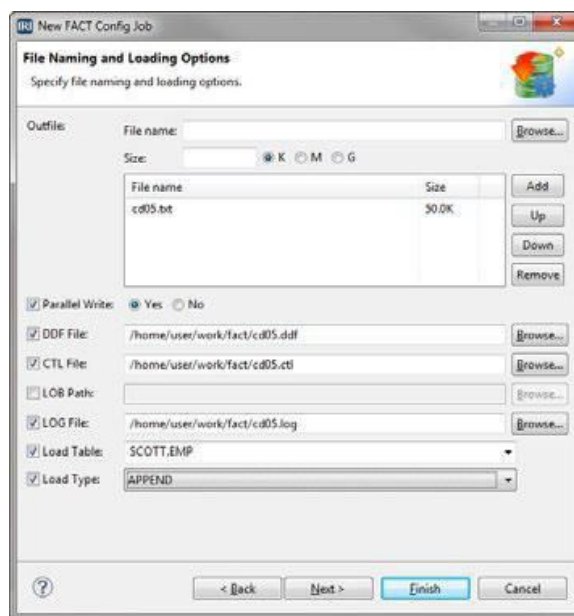 IRI New FACT Config Job
File Naming and Loading Options
Specify file naming and loading options.
Outfile: File name: Browse...
Size: K M G
File name Size
cd05.txt 50.0K
Add
Up
Down
Remove
Parallel Write: Yes No
DDF File: /home/user/work/fact/cd05.ddf Browse...
CTL File: /home/user/work/fact/cd05.ctl Browse...
LOB Path: Browse...
LOG File: /home/user/work/fact/cd05.log Browse...
Load Table: SCOTT.EMP
Load Type: APPEND
? < Back Next > Finish Cancel